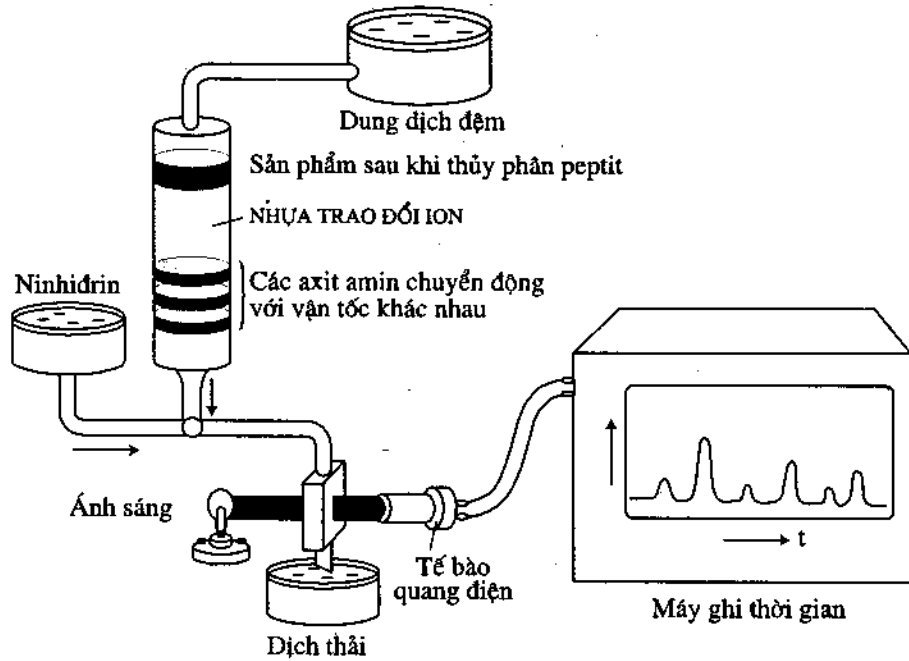 Dung dịch đệm
Sản phẩm sau khi thủy phân peptit
NHỰA TRAO ĐỔI ION
Các axit amin chuyển động
với vận tốc khác nhau
Ninhiđrin
Ánh sáng
Tế bào
quang điện
Dịch thải
t
Máy ghi thời gian